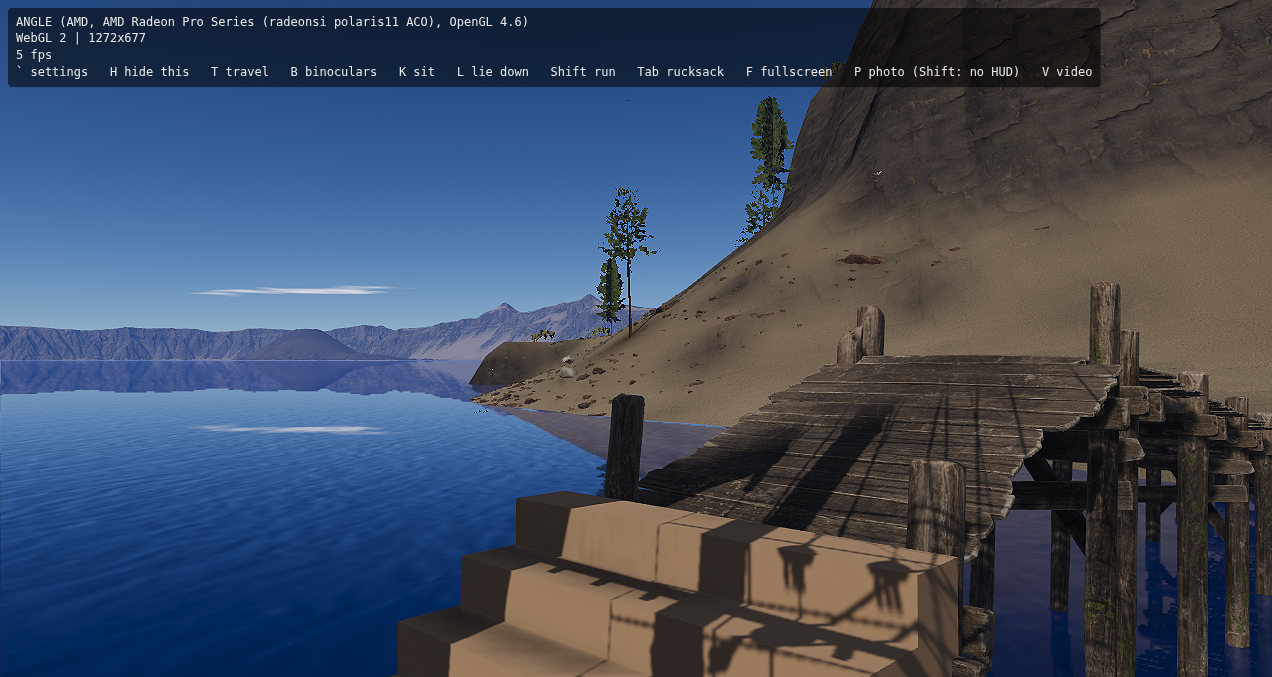 ANGLE (AMD, AMD Radeon Pro Series (radeonsi polaris11 ACO), OpenGL 4.6)
WebGL 2 | 1272x677
5 fps
` settings   H hide this   T travel   B binoculars   K sit   L lie down   Shift run   Tab rucksack   F fullscreen   P photo (Shift: no HUD)   V video